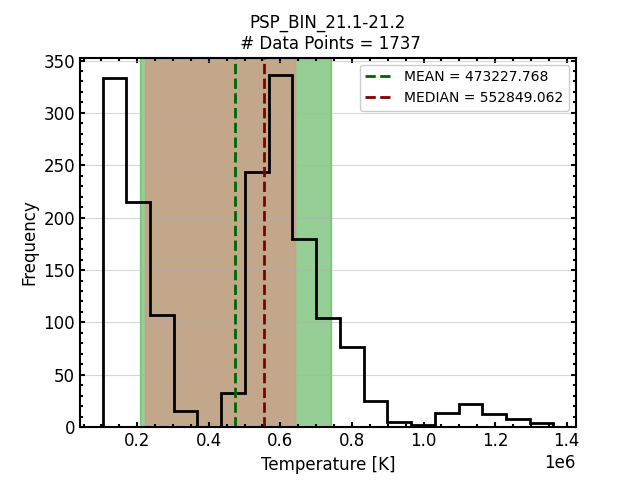 PSP_BIN_21.1-21.2
# Data Points = 1737
MEAN = 473227.768
MEDIAN = 552849.062
350
300
250
200
150
100
50
0
Frequency
0.2 0.4 0.6 0.8 1.0 1.2 1.4
1e6
Temperature [K]